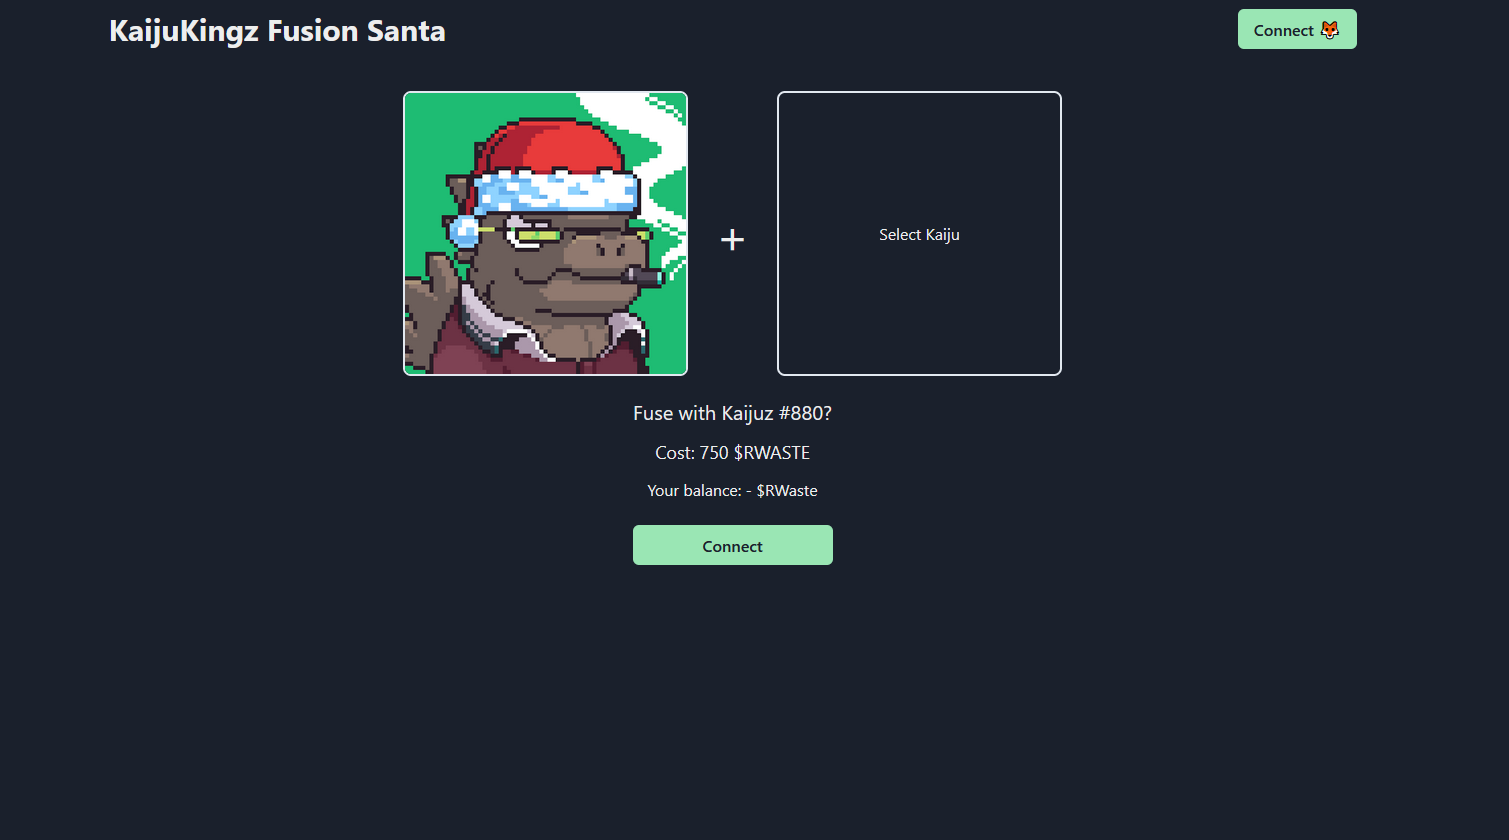 KaijuKingz Fusion Santa
Connect 🦊
+
Select Kaiju
Fuse with Kaijuz #880?
Cost: 750 $RWASTE
Your balance: - $RWaste
Connect